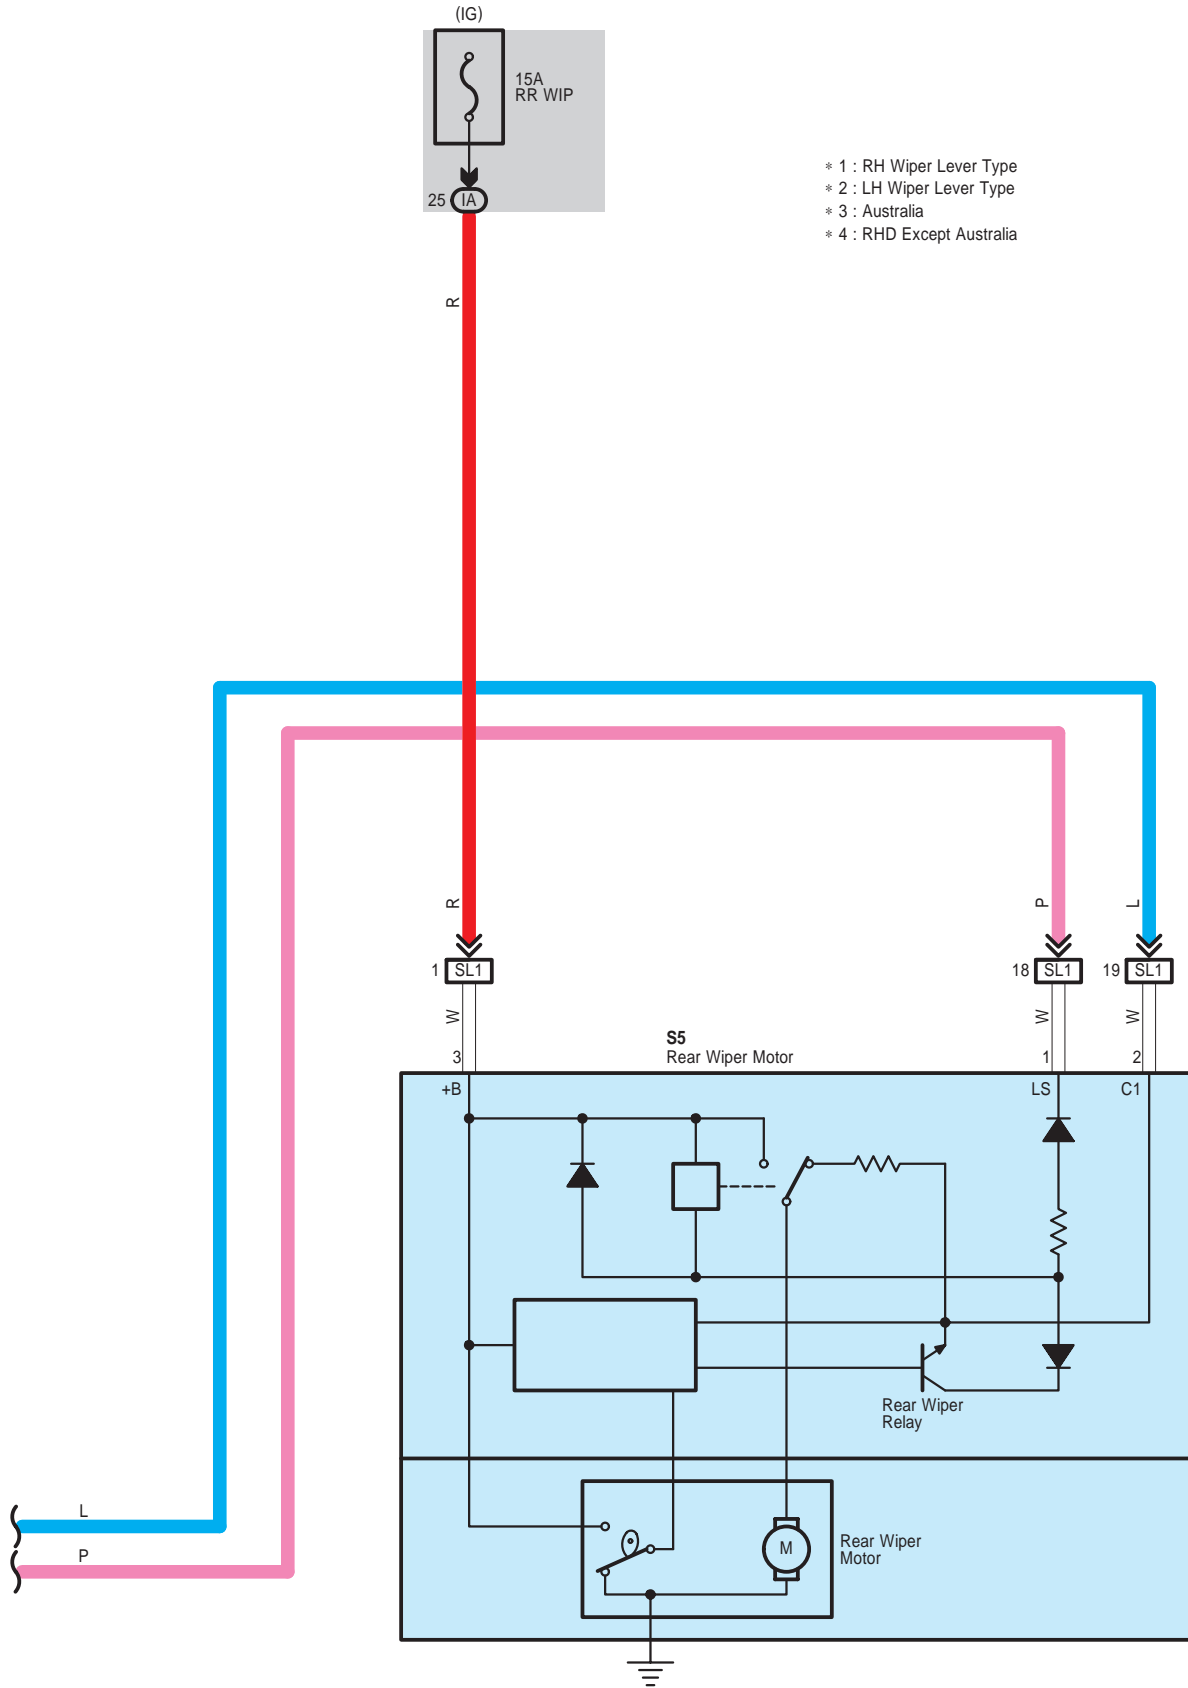 (IG)
15A
RR WIP
25 IA
∗ 1 : RH Wiper Lever Type
∗ 2 : LH Wiper Lever Type
∗ 3 : Australia
∗ 4 : RHD Except Australia
R
R
P
L
1 SL1
18 SL1
19 SL1
W
W
W
S5
Rear Wiper Motor
3
1
2
+B
LS
C1
Rear Wiper
Relay
L
P
M
Rear Wiper
Motor